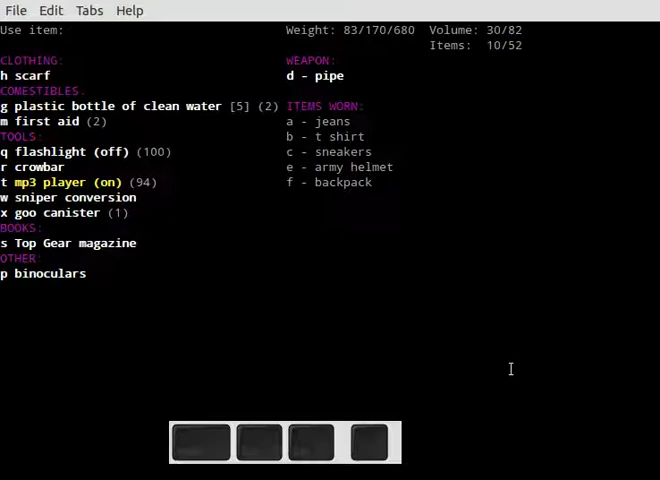 File Edit Tabs Help
Use item: Weight: 83/170/680 Volume: 30/82
Items: 10/52
CLOTHING: WEAPON:
h scarf d - pipe
COMESTIBLES:
g plastic bottle of clean water [5] (2) ITEMS WORN:
m first aid (2) a - jeans
TOOLS: b - t shirt
q flashlight (off) (100) c - sneakers
r crowbar e - army helmet
t mp3 player (on) (94) f - backpack
w sniper conversion
x goo canister (1)
BOOKS:
s Top Gear magazine
OTHER:
p binoculars